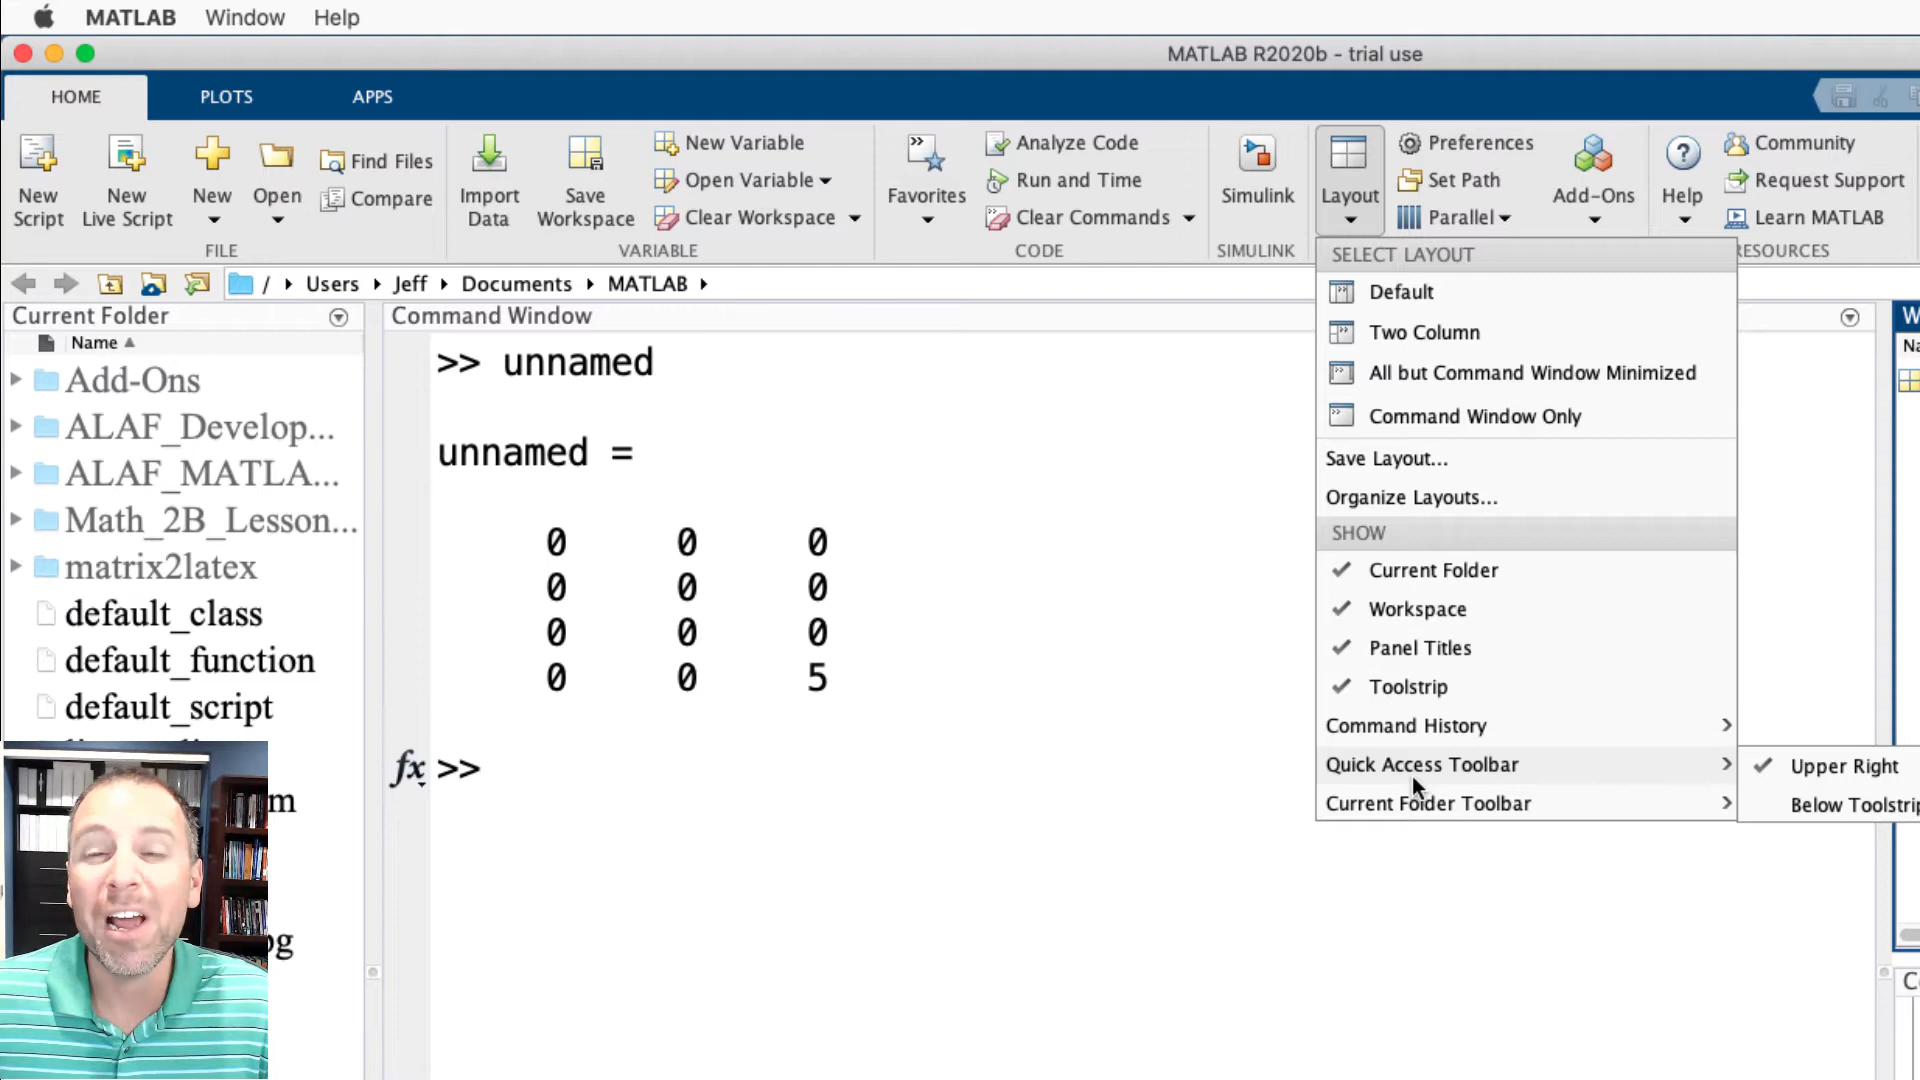 MATLAB Window Help
MATLAB R2020b - trial use
HOME PLOTS APPS
New Script
New Live Script
New
Open
Find Files
Compare
FILE
Import Data
Save Workspace
New Variable
Open Variable
Clear Workspace
VARIABLE
Favorites
Analyze Code
Run and Time
Clear Commands
CODE
Simulink
SIMULINK
Layout
Preferences
Set Path
Parallel
Add-Ons
Help
Community
Request Support
Learn MATLAB
RESOURCES
/ Users Jeff Documents MATLAB
Current Folder
Name
Add-Ons
ALAF_Develop...
ALAF_MATLA...
Math_2B_Lesson...
matrix2latex
default_class
default_function
default_script
Command Window
>> unnamed
unnamed =
0 0 0
0 0 0
0 0 0
0 0 5
fx >>
SELECT LAYOUT
Default
Two Column
All but Command Window Minimized
Command Window Only
Save Layout...
Organize Layouts...
SHOW
Current Folder
Workspace
Panel Titles
Toolstrip
Command History
Quick Access Toolbar
Current Folder Toolbar
Upper Right
Below Toolstrip